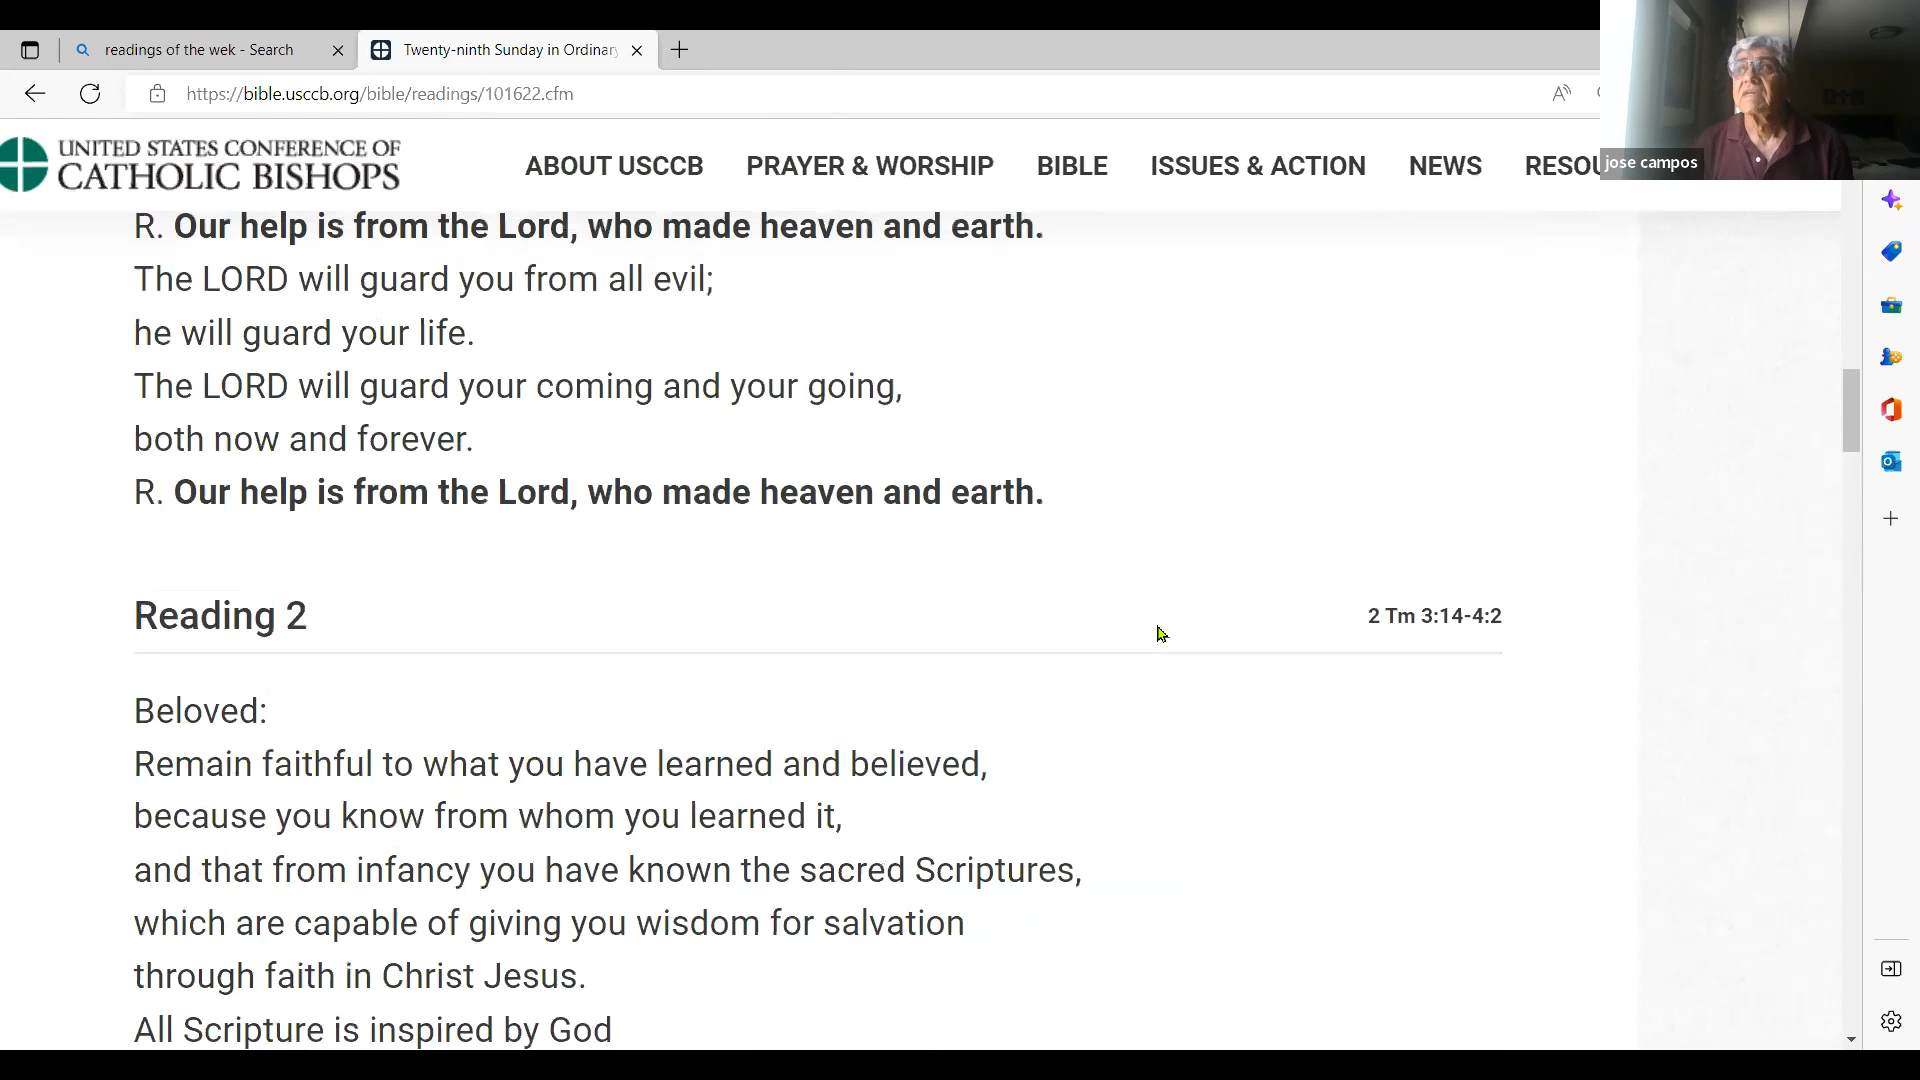 readings of the wek - Search
Twenty-ninth Sunday in Ordinar
https://bible.usccb.org/bible/readings/101622.cfm
jose campos
UNITED STATES CONFERENCE OF
CATHOLIC BISHOPS
ABOUT USCCB PRAYER & WORSHIP BIBLE ISSUES & ACTION NEWS RESOU
R. Our help is from the Lord, who made heaven and earth.
The LORD will guard you from all evil;
he will guard your life.
The LORD will guard your coming and your going,
both now and forever.
R. Our help is from the Lord, who made heaven and earth.
Reading 2 2 Tm 3:14-4:2
Beloved:
Remain faithful to what you have learned and believed,
because you know from whom you learned it,
and that from infancy you have known the sacred Scriptures,
which are capable of giving you wisdom for salvation
through faith in Christ Jesus.
All Scripture is inspired by God